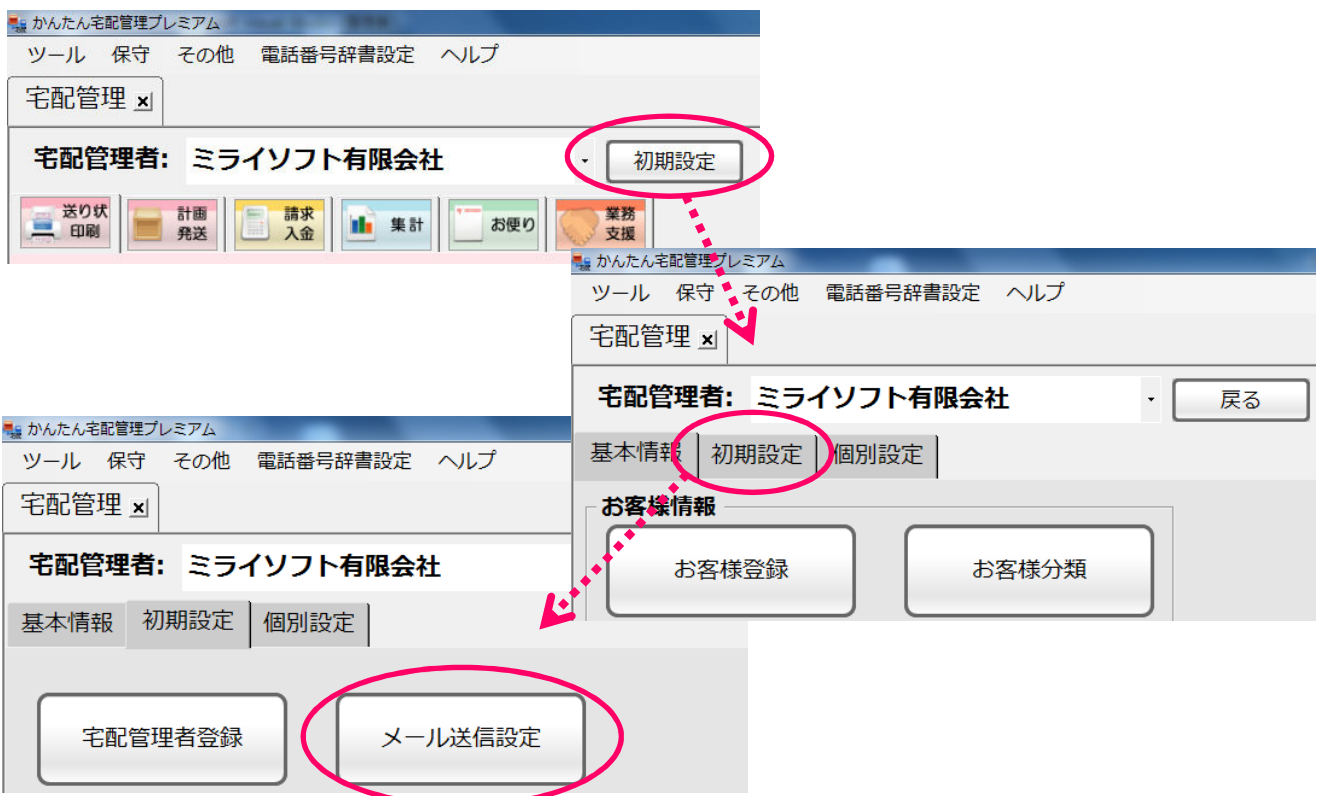 かんたん宅配管理プレミアム
ツール 保守 その他 電話番号辞書設定 ヘルプ
宅配管理 x
宅配管理者: ミライソフト有限会社 初期設定
送り状印刷 計画発送 請求入金 集計 お便り 業務支援
かんたん宅配管理プレミアム
ツール 保守 その他 電話番号辞書設定 ヘルプ
宅配管理 x
宅配管理者: ミライソフト有限会社 戻る
基本情報 初期設定 個別設定
お客様情報
お客様登録 お客様分類
かんたん宅配管理プレミアム
ツール 保守 その他 電話番号辞書設定 ヘルプ
宅配管理 x
宅配管理者: ミライソフト有限会社
基本情報 初期設定 個別設定
宅配管理者登録 メール送信設定